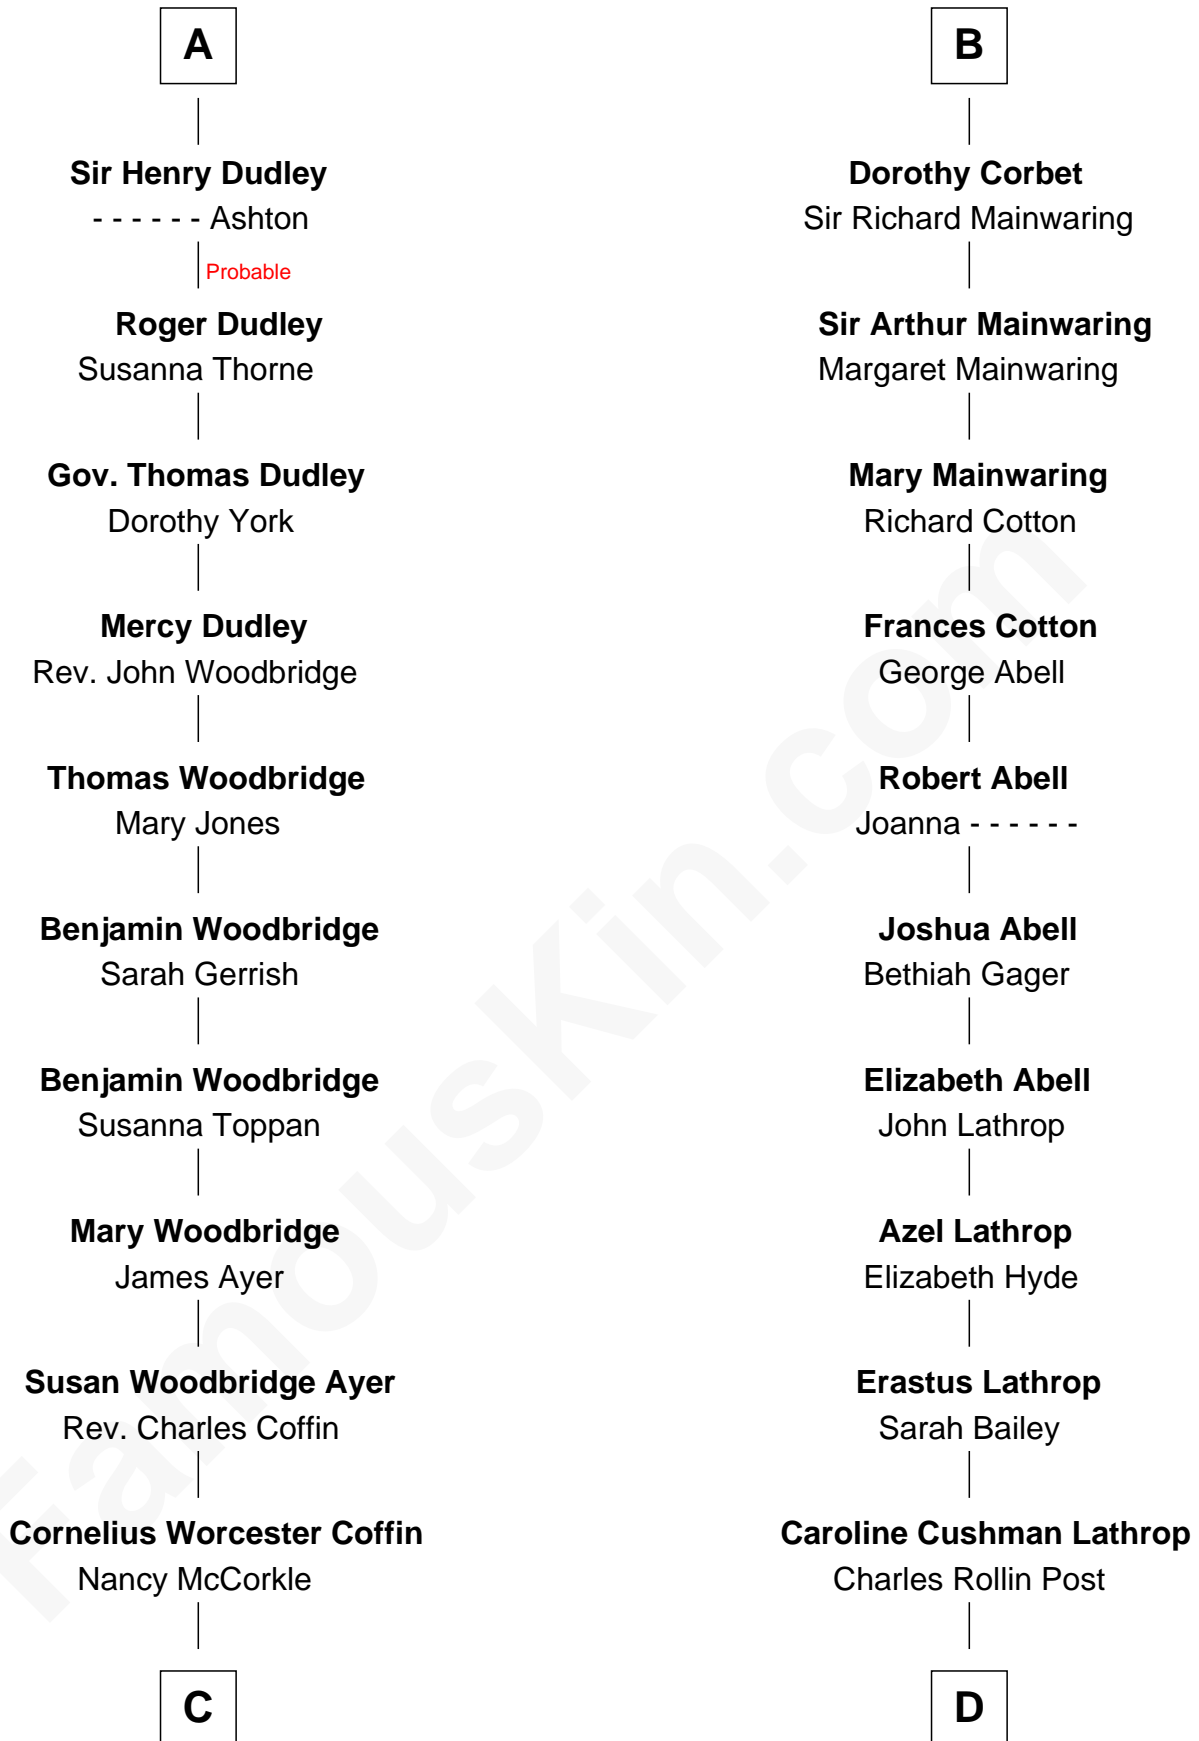 A
Sir Henry Dudley
- - - - - - Ashton
Probable
Roger Dudley
Susanna Thorne
Gov. Thomas Dudley
Dorothy York
Mercy Dudley
Rev. John Woodbridge
Thomas Woodbridge
Mary Jones
Benjamin Woodbridge
Sarah Gerrish
Benjamin Woodbridge
Susanna Toppan
Mary Woodbridge
James Ayer
Susan Woodbridge Ayer
Rev. Charles Coffin
Cornelius Worcester Coffin
Nancy McCorkle
C
B
Dorothy Corbet
Sir Richard Mainwaring
Sir Arthur Mainwaring
Margaret Mainwaring
Mary Mainwaring
Richard Cotton
Frances Cotton
George Abell
Robert Abell
Joanna - - - - - -
Joshua Abell
Bethiah Gager
Elizabeth Abell
John Lathrop
Azel Lathrop
Elizabeth Hyde
Erastus Lathrop
Sarah Bailey
Caroline Cushman Lathrop
Charles Rollin Post
D
FamousKin.com